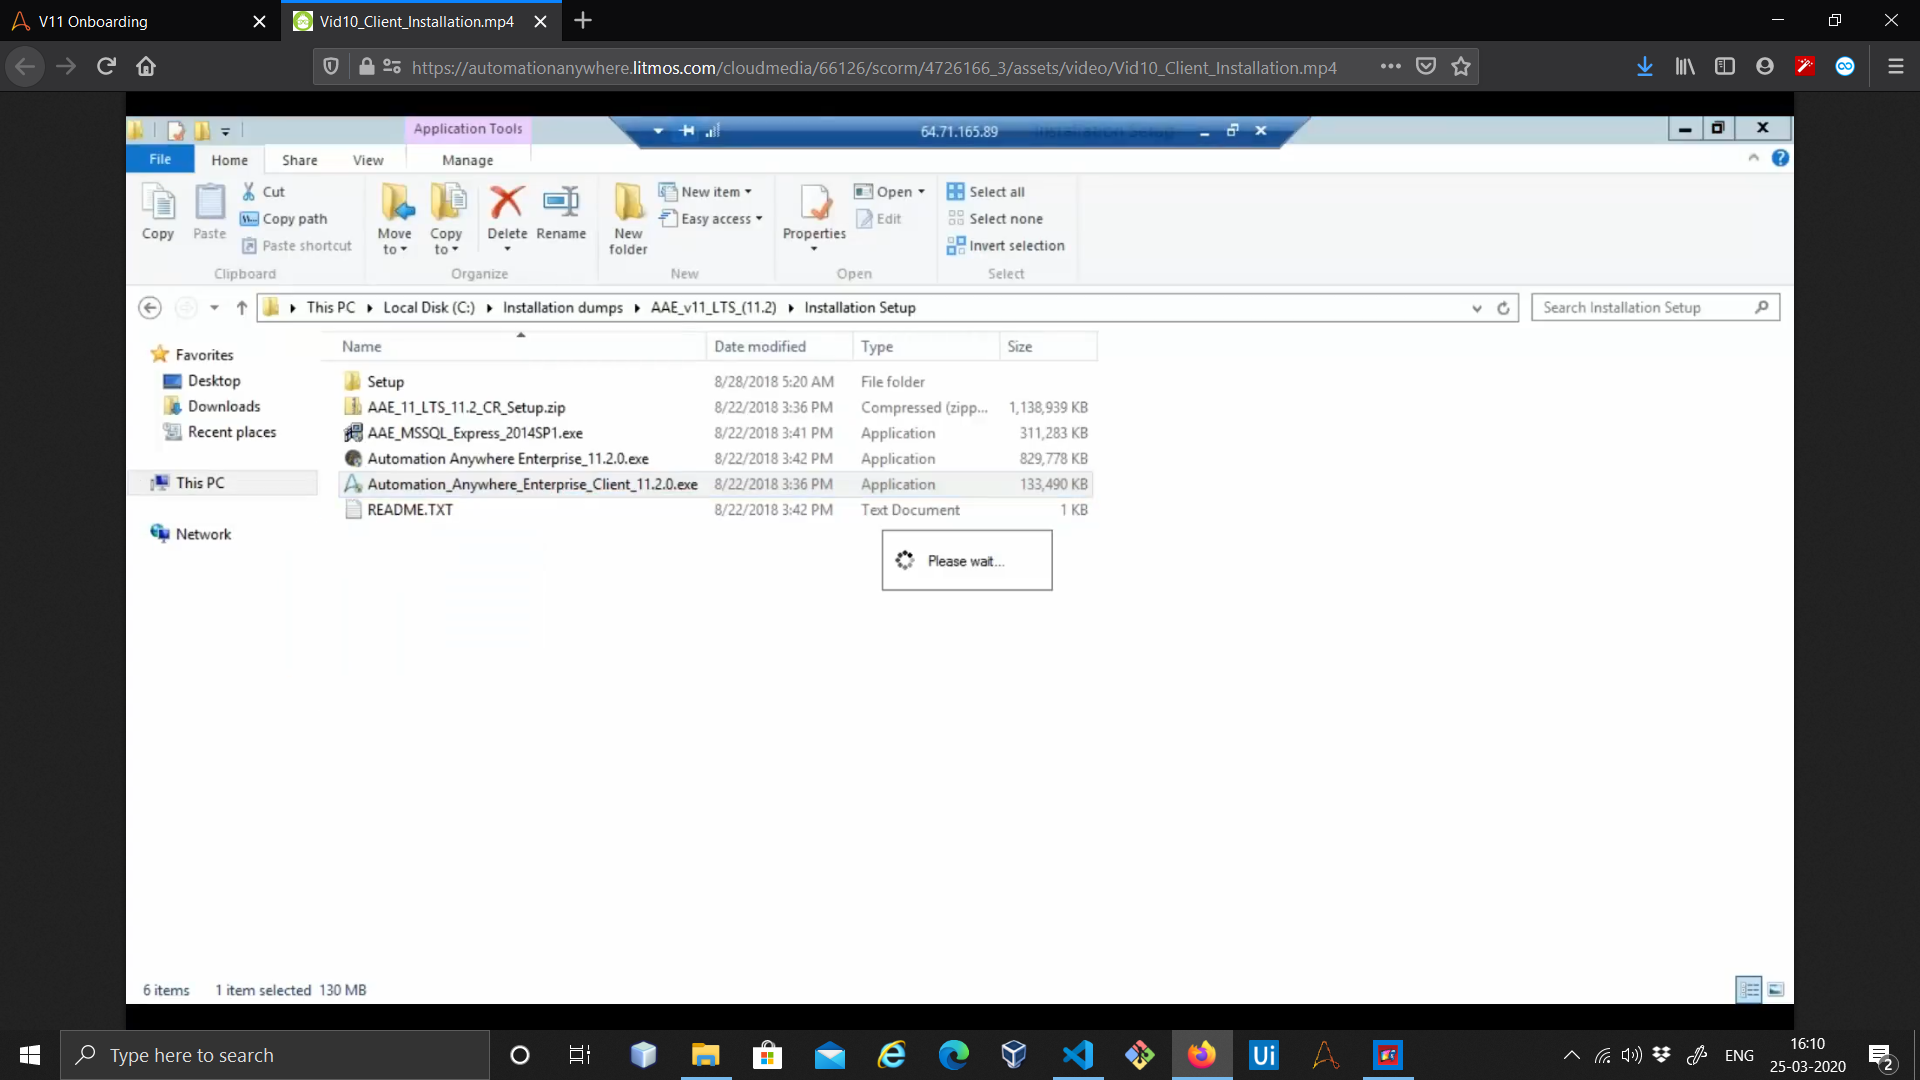 V11 Onboarding
Vid10_Client_Installation.mp4
https://automationanywhere.litmos.com/cloudmedia/66126/scorm/4726166_3/assets/video/Vid10_Client_Installation.mp4
Application Tools
64.71.165.89
Installation Setup
File Home Share View Manage
Copy
Paste
Cut
Copy path
Paste shortcut
Clipboard
Move to
Copy to
Delete
Rename
Organize
New folder
New item
Easy access
New
Properties
Open
Edit
Open
Select all
Select none
Invert selection
Select
This PC Local Disk (C:) Installation dumps AAE_v11_LTS_(11.2) Installation Setup
Search Installation Setup
Favorites
Desktop
Downloads
Recent places
This PC
Network
Name Date modified Type Size
Setup 8/28/2018 5:20 AM File folder
AAE_11_LTS_11.2_CR_Setup.zip 8/22/2018 3:36 PM Compressed (zipp... 1,138,939 KB
AAE_MSSQL_Express_2014SP1.exe 8/22/2018 3:41 PM Application 311,283 KB
Automation Anywhere Enterprise_11.2.0.exe 8/22/2018 3:42 PM Application 829,778 KB
Automation_Anywhere_Enterprise_Client_11.2.0.exe 8/22/2018 3:36 PM Application 133,490 KB
README.TXT 8/22/2018 3:42 PM Text Document 1 KB
Please wait...
6 items 1 item selected 130 MB
Type here to search
Ui
ENG
16:10
25-03-2020
2